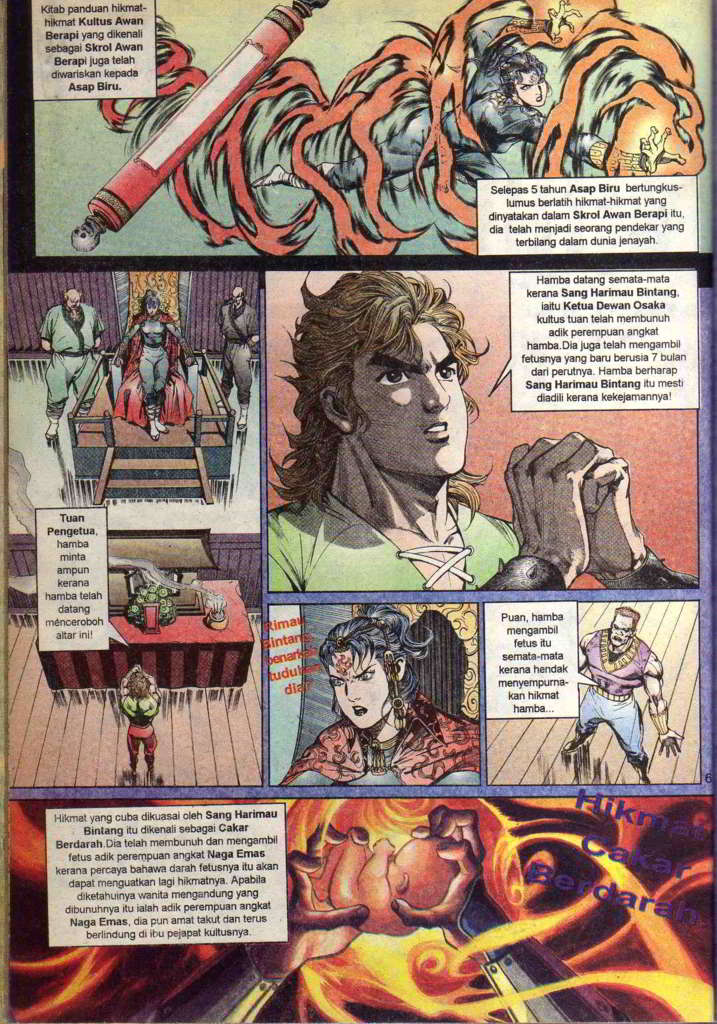 Kitab panduan hikmat-
hikmat Kultus Awan
Berapi yang dikenali
sebagai Skrol Awan
Berapi juga telah
diwariskan kepada
Asap Biru.
Selepas 5 tahun Asap Biru bertungkus-
lumus berlatih hikmat-hikmat yang
dinyatakan dalam Skrol Awan Berapi itu,
dia telah menjadi seorang pendekar yang
terbilang dalam dunia jenayah.
Hamba datang semata-mata
kerana Sang Harimau Bintang,
iaitu Ketua Dewan Osaka
kultus tuan telah membunuh
adik perempuan angkat
hamba.Dia juga telah mengambil
fetusnya yang baru berusia 7 bulan
dari perutnya. Hamba berharap
Sang Harimau Bintang itu mesti
diadili kerana kekejamannya!
Tuan
Pengetua,
hamba
minta
ampun
kerana
hamba telah
datang
menceroboh
altar ini!
Rimau
Bintang,
benarkah
tuduhan
dia?
Puan, hamba
mengambil
fetus itu
semata-mata
kerana hendak
menyempurna-
kan hikmat
hamba...
6
Hikmat yang cuba dikuasai oleh Sang Harimau
Bintang itu dikenali sebagai Cakar
Berdarah.Dia telah membunuh dan mengambil
fetus adik perempuan angkat Naga Emas
kerana percaya bahawa darah fetusnya itu akan
dapat menguatkan lagi hikmatnya. Apabila
diketahuinya wanita mengandung yang
dibunuhnya itu ialah adik perempuan angkat
Naga Emas, dia pun amat takut dan terus
berlindung di ibu pejapat kultusnya.
Hikmat
Cakar
Berdarah